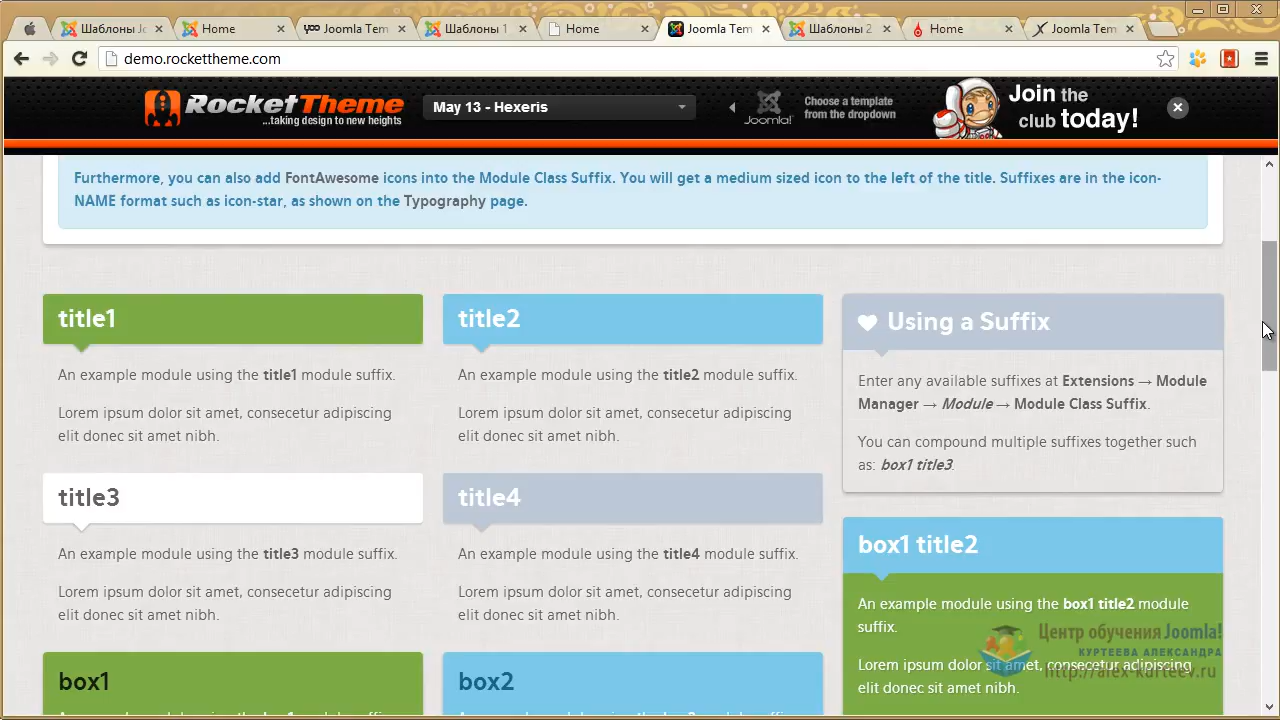 Шаблоны Jo
Home
YOO Joomla Tem
Шаблоны 1
Home
Joomla Tem
Шаблоны 2
Home
Joomla Tem
demo.rockettheme.com
RocketTheme
...taking design to new heights
May 13 - Hexeris
Joomla!
Choose a template
from the dropdown
Join the
club today!
Furthermore, you can also add FontAwesome icons into the Module Class Suffix. You will get a medium sized icon to the left of the title. Suffixes are in the icon-
NAME format such as icon-star, as shown on the Typography page.
title1
An example module using the title1 module suffix.
Lorem ipsum dolor sit amet, consecetur adipiscing
elit donec sit amet nibh.
title2
An example module using the title2 module suffix.
Lorem ipsum dolor sit amet, consecetur adipiscing
elit donec sit amet nibh.
Using a Suffix
Enter any available suffixes at Extensions → Module
Manager → Module → Module Class Suffix.
You can compound multiple suffixes together such
as: box1 title3.
title3
An example module using the title3 module suffix.
Lorem ipsum dolor sit amet, consecetur adipiscing
elit donec sit amet nibh.
title4
An example module using the title4 module suffix.
Lorem ipsum dolor sit amet, consecetur adipiscing
elit donec sit amet nibh.
box1 title2
An example module using the box1 title2 module
suffix.
Lorem ipsum dolor sit amet, consecetur adipiscing
elit donec sit amet nibh.
box1
box2
Центр обучения Joomla!
КУРТЕЕВА АЛЕКСАНДРА
http://alex-kurteev.ru